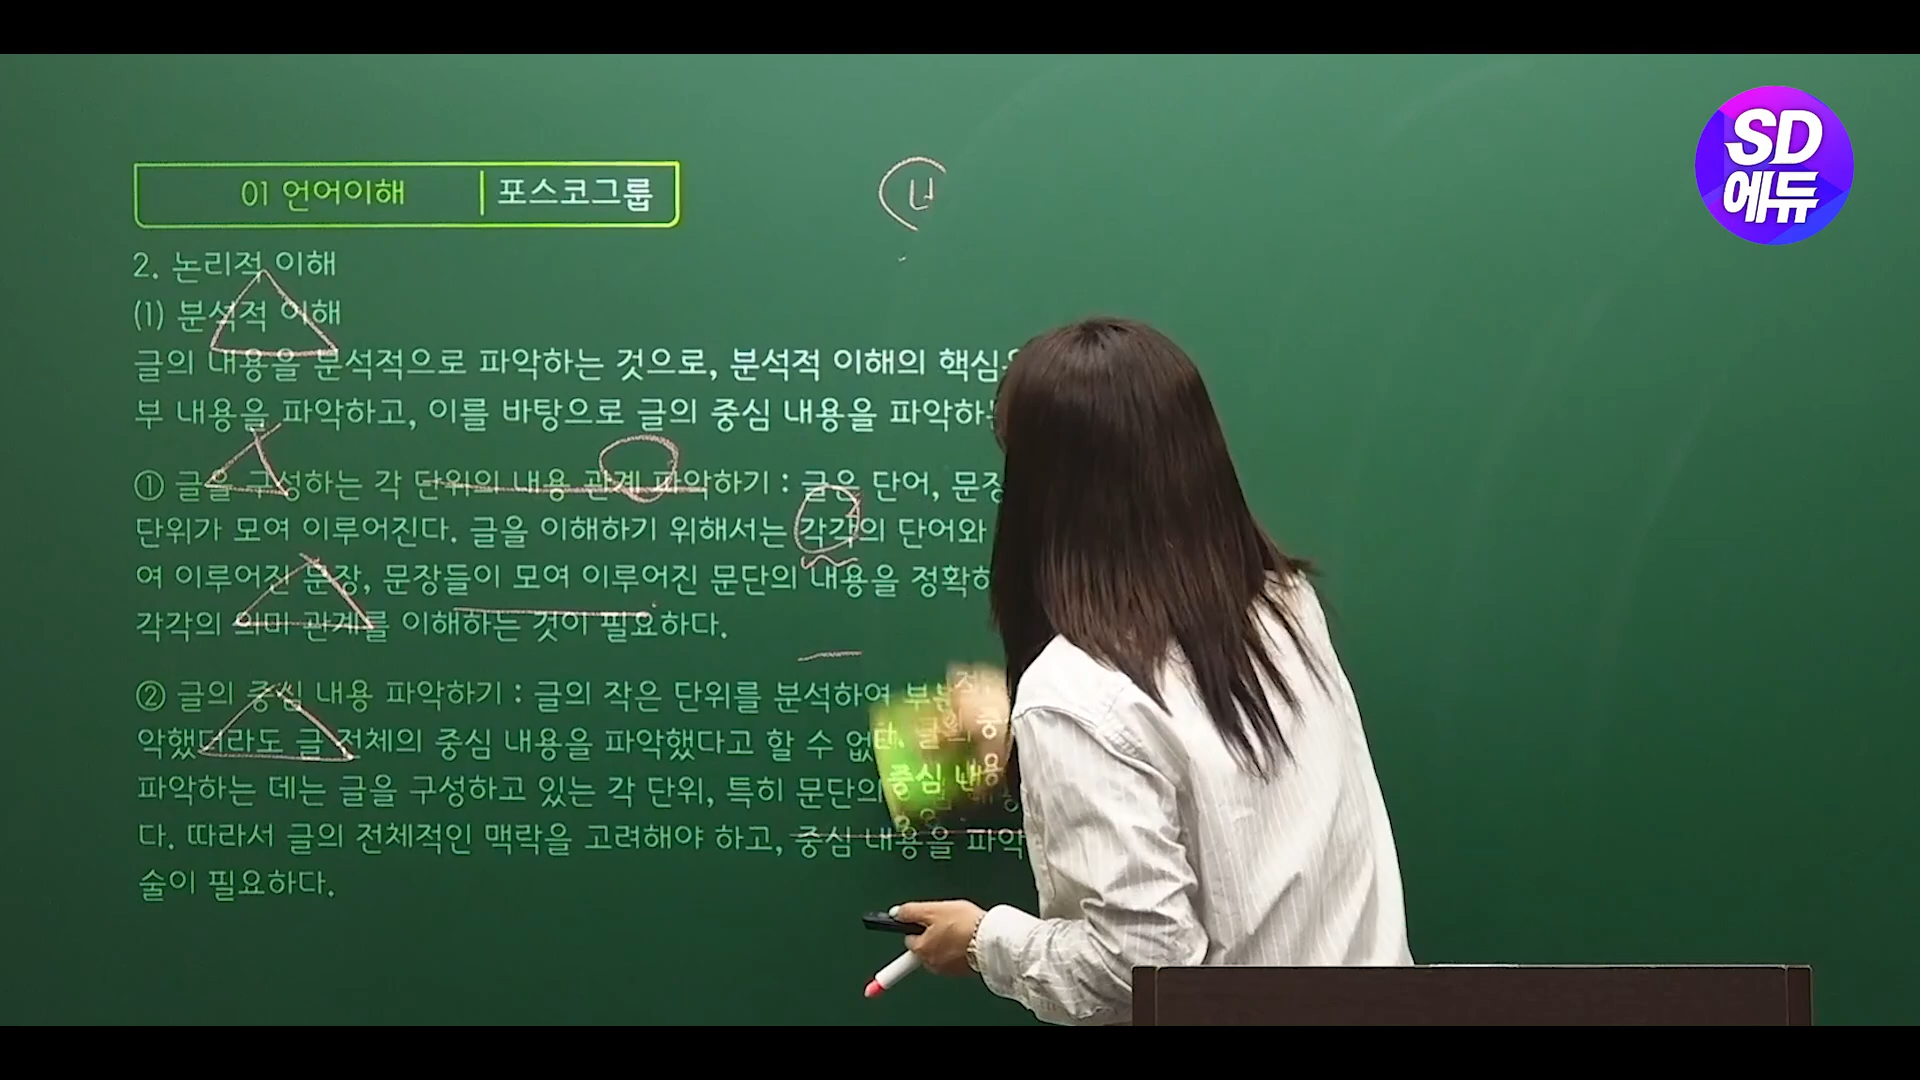 SD
에듀
01 언어이해 포스코그룹
2. 논리적 이해
(1) 분석적 이해
글의 내용을 분석적으로 파악하는 것으로, 분석적 이해의 핵심
부 내용을 파악하고, 이를 바탕으로 글의 중심 내용을 파악하
① 글을 구성하는 각 단위의 내용 관계 파악하기 : 글은 단어, 문장
단위가 모여 이루어진다. 글을 이해하기 위해서는 각각의 단어와
여 이루어진 문장, 문장들이 모여 이루어진 문단의 내용을 정확하
각각의 의미 관계를 이해하는 것이 필요하다.
② 글의 중심 내용 파악하기 : 글의 작은 단위를 분석하여 부분적
악했더라도 글 전체의 중심 내용을 파악했다고 할 수 없다. 글의 중
파악하는 데는 글을 구성하고 있는 각 단위, 특히 문단의 중심 내용
다. 따라서 글의 전체적인 맥락을 고려해야 하고, 중심 내용을 파악
술이 필요하다.